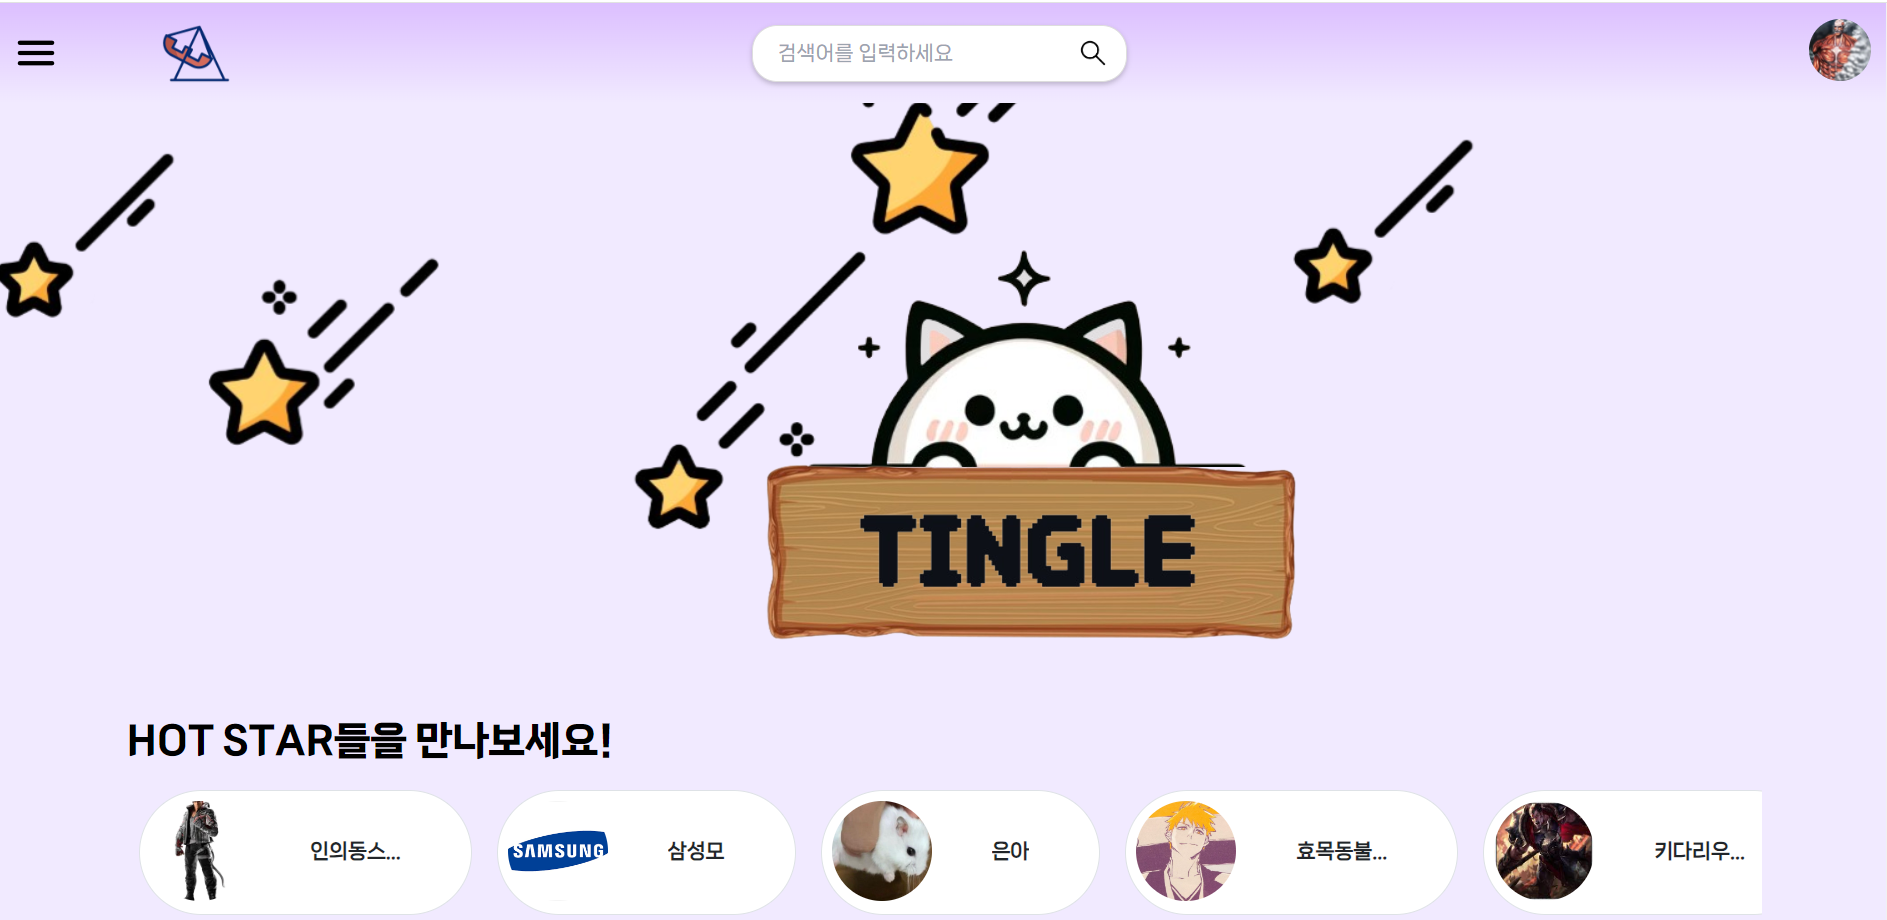 검색어를 입력하세요
TINGLE
HOT STAR들을 만나보세요!
인의동스...
SAMSUNG
삼성모
은아
효목동불...
키다리우...